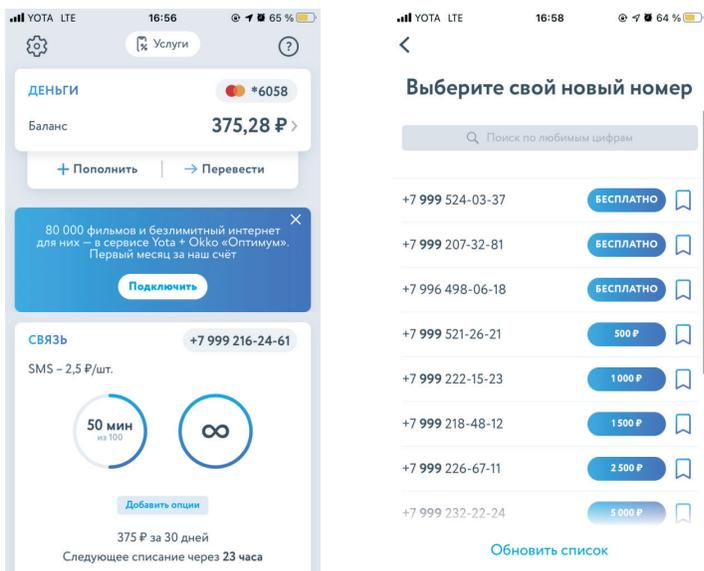 YOTA LTE 16:56 65 %
Услуги
?
ДЕНЬГИ *6058
Баланс 375,28 ₽
Пополнить Перевести
80 000 фильмов и безлимитный интернет
для них — в сервисе Yota + Okko «Оптимум».
Первый месяц за наш счёт
Подключить
СВЯЗЬ +7 999 216-24-61
SMS – 2,5 ₽/шт.
50 мин ∞
из 100
Добавить опции
375 ₽ за 30 дней
Следующее списание через 23 часа
YOTA LTE 16:58 64 %
Выберите свой новый номер
Поиск по любимым цифрам
+7 999 524-03-37 БЕСПЛАТНО
+7 999 207-32-81 БЕСПЛАТНО
+7 996 498-06-18 БЕСПЛАТНО
+7 999 521-26-21 500 ₽
+7 999 222-15-23 1 000 ₽
+7 999 218-48-12 1 500 ₽
+7 999 226-67-11 2 500 ₽
+7 999 232-22-24 5 000 ₽
Обновить список